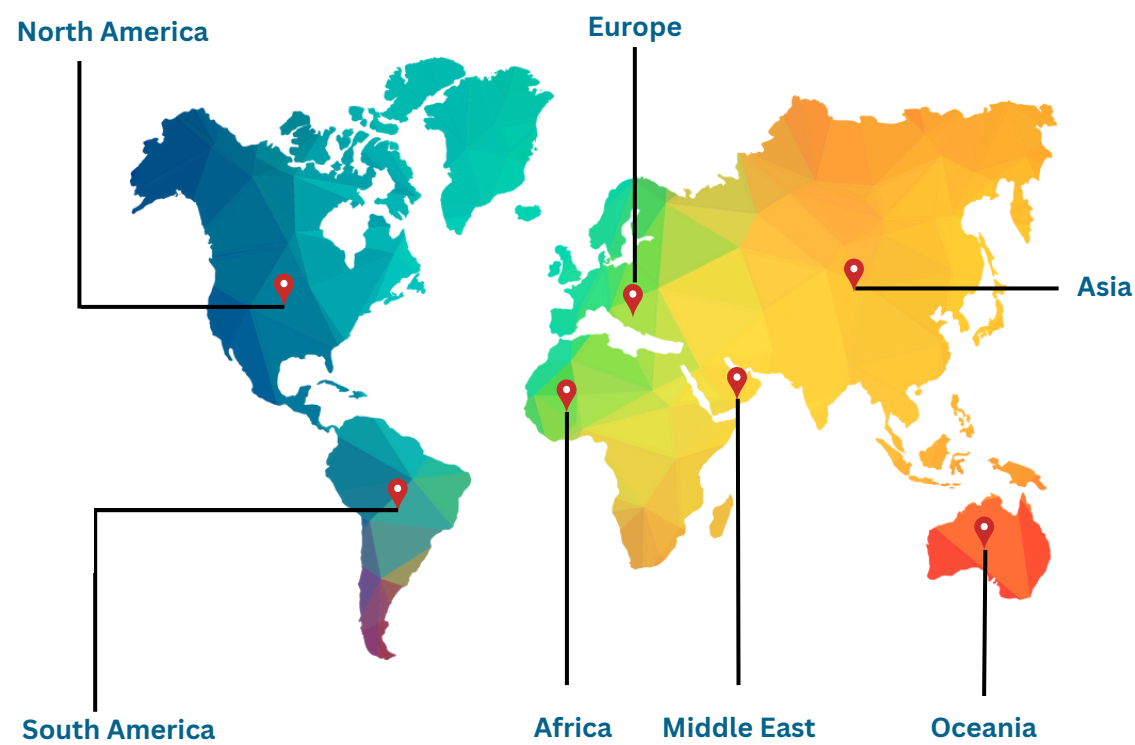 North America
Europe
Asia
South America
Africa
Middle East
Oceania